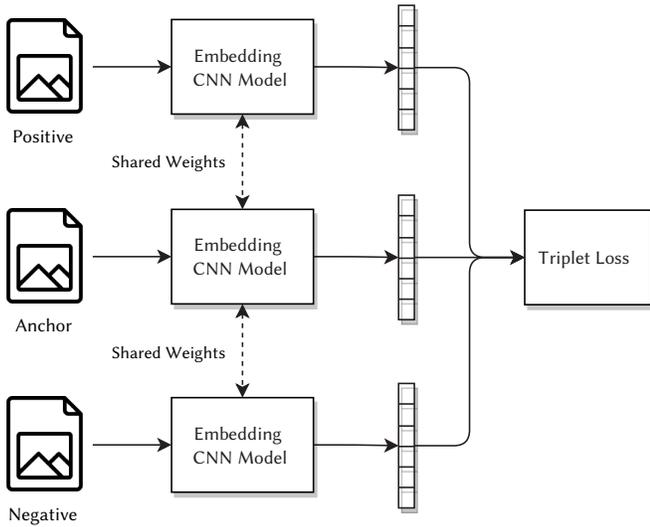 Embedding
CNN Model
Positive
Shared Weights
Embedding
CNN Model
Triplet Loss
Anchor
Shared Weights
Embedding
CNN Model
Negative